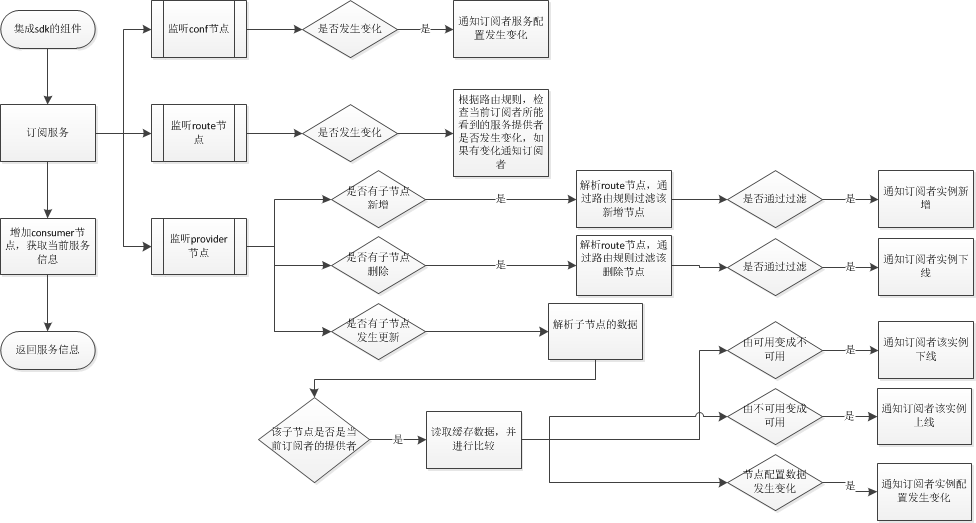 集成sdk的组件
监听conf节点
是否发生变化
是
通知订阅者服务配
置发生变化
订阅服务
监听route节
点
是否发生变化
根据路由规则，检
查当前订阅者所能
看到的服务提供者
是否发生变化，如
果有变化通知订阅
者
增加consumer节
点，获取当前服务
信息
监听provider
节点
是否有子节点
新增
是
解析route节点，通
过路由规则过滤该
新增节点
是否通过过滤
是
通知订阅者实例新
增
是否有子节点
删除
是
解析route节点，通
过路由规则过滤该
删除节点
是否通过过滤
是
通知订阅者实例下
线
返回服务信息
是否有子节点
发生更新
解析子节点的数据
由可用变成不
可用
是
通知订阅者该实例
下线
该子节点是否是当
前订阅者的提供者
是
读取缓存数据，并
进行比较
由不可用变成
可用
是
通知订阅者该实例
上线
节点配置数据
发生变化
是
通知订阅者实例配
置发生变化